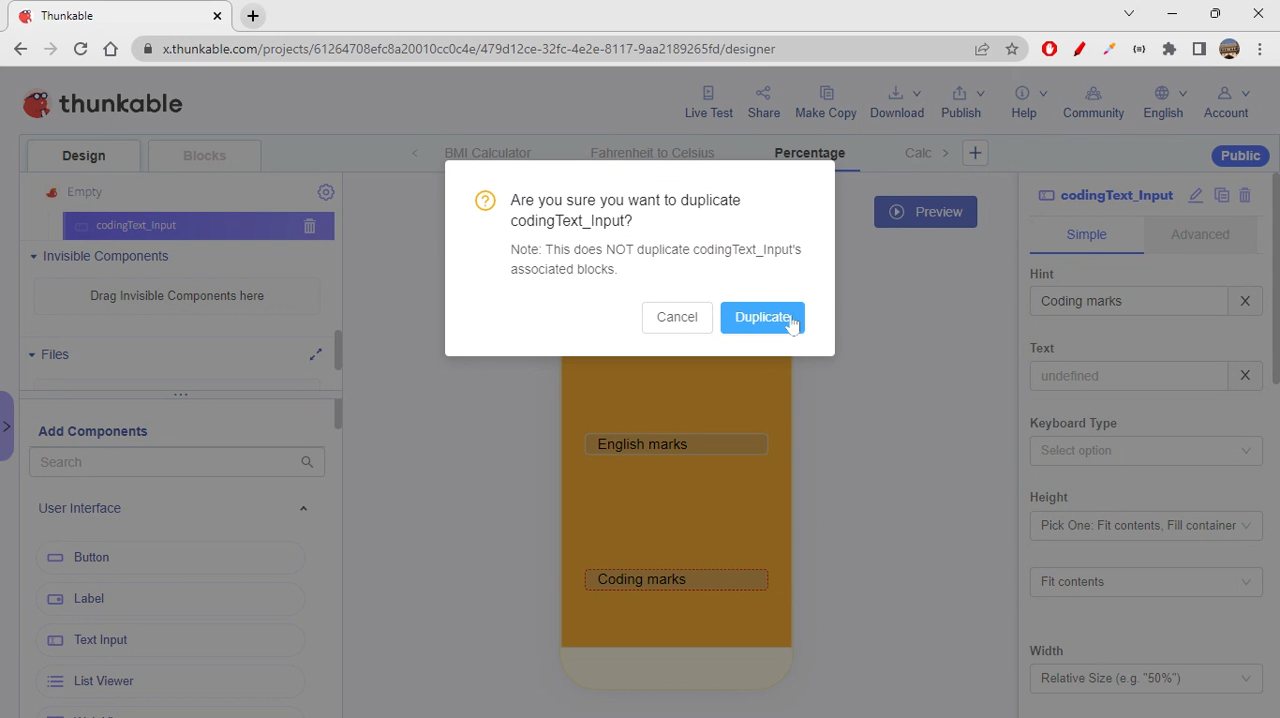 Thunkable
x.thunkable.com/projects/61264708efc8a20010cc0c4e/479d12ce-32fc-4e2e-8117-9aa2189265fd/designer
thunkable
Live Test
Share
Make Copy
Download
Publish
Help
Community
English
Account
Design
Blocks
BMI Calculator
Fahrenheit to Celsius
Percentage
Calc
Public
Empty
codingText_Input
Invisible Components
Drag Invisible Components here
Files
Add Components
Search
User Interface
Button
Label
Text Input
List Viewer
Are you sure you want to duplicate
codingText_Input?
Note: This does NOT duplicate codingText_Input's
associated blocks.
Cancel
Duplicate
English marks
Coding marks
Preview
codingText_Input
Simple
Advanced
Hint
Coding marks
X
Text
undefined
X
Keyboard Type
Select option
Height
Pick One: Fit contents, Fill container
Fit contents
Width
Relative Size (e.g. "50%")